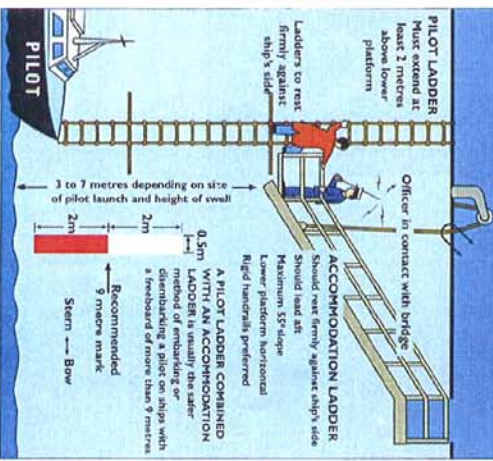 PILOT LADDER
Must extend at
least 2 metres
above lower
platform
Ladders to rest
firmly against
ship's side
PILOT
Officer in contact with bridge
ACCOMMODATION LADDER
Should rest firmly against ship's side
Should lead aft
Maximum 55° slope
Lower platform horizontal
Rigid handrails preferred
3 to 7 metres depending on size
of pilot launch and height of swell
A PILOT LADDER COMBINED
WITH AN ACCOMMODATION
LADDER is usually the safer
method of embarking or
disembarking a pilot on ships with
a freeboard of more than 9 metres
0.5m
2m
2m
Recommended
9 metre mark
Stern Bow